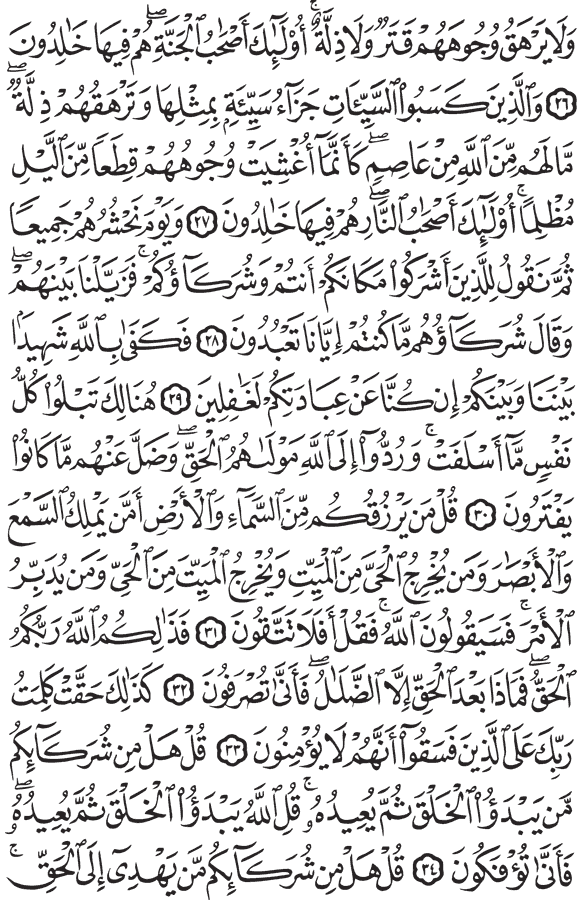 وَلَا يَرْهَقُ وُجُوهَهُمْ قَتَرٌ وَلَا ذِلَّةٌ ۚ أُوْلَٰٓئِكَ أَصْحَٰبُ ٱلْجَنَّةِ ۖ هُمْ فِيهَا خَٰلِدُونَ
۝٢٦ وَٱلَّذِينَ كَسَبُوا۟ ٱلسَّيِّـَٔاتِ جَزَآءُ سَيِّئَةٍۭ بِمِثْلِهَا وَتَرْهَقُهُمْ ذِلَّةٌ ۖ
مَّا لَهُم مِّنَ ٱللَّهِ مِنْ عَاصِمٍ ۖ كَأَنَّمَآ أُغْشِيَتْ وُجُوهُهُمْ قِطَعًا مِّنَ ٱلَّيْلِ
مُظْلِمًا ۚ أُوْلَٰٓئِكَ أَصْحَٰبُ ٱلنَّارِ ۖ هُمْ فِيهَا خَٰلِدُونَ ۝٢٧ وَيَوْمَ نَحْشُرُهُمْ جَمِيعًا
ثُمَّ نَقُولُ لِلَّذِينَ أَشْرَكُوا۟ مَكَانَكُمْ أَنتُمْ وَشُرَكَآؤُكُمْ ۚ فَزَيَّلْنَا بَيْنَهُمْ ۖ
وَقَالَ شُرَكَآؤُهُم مَّا كُنتُمْ إِيَّانَا تَعْبُدُونَ ۝٢٨ فَكَفَىٰ بِٱللَّهِ شَهِيدًۢا
بَيْنَنَا وَبَيْنَكُمْ إِن كُنَّا عَنْ عِبَادَتِكُمْ لَغَٰفِلِينَ ۝٢٩ هُنَالِكَ تَبْلُوا۟ كُلُّ
نَفْسٍ مَّآ أَسْلَفَتْ ۚ وَرُدُّوٓا۟ إِلَى ٱللَّهِ مَوْلَىٰهُمُ ٱلْحَقِّ ۖ وَضَلَّ عَنْهُم مَّا كَانُوا۟
يَفْتَرُونَ ۝٣٠ قُلْ مَن يَرْزُقُكُم مِّنَ ٱلسَّمَآءِ وَٱلْأَرْضِ أَمَّن يَمْلِكُ ٱلسَّمْعَ
وَٱلْأَبْصَٰرَ وَمَن يُخْرِجُ ٱلْحَىَّ مِنَ ٱلْمَيِّتِ وَيُخْرِجُ ٱلْمَيِّتَ مِنَ ٱلْحَىِّ وَمَن يُدَبِّرُ
ٱلْأَمْرَ ۚ فَسَيَقُولُونَ ٱللَّهُ ۚ فَقُلْ أَفَلَا تَتَّقُونَ ۝٣١ فَذَٰلِكُمُ ٱللَّهُ رَبُّكُمُ
ٱلْحَقُّ ۖ فَمَاذَا بَعْدَ ٱلْحَقِّ إِلَّا ٱلضَّلَٰلُ ۖ فَأَنَّىٰ تُصْرَفُونَ ۝٣٢ كَذَٰلِكَ حَقَّتْ كَلِمَتُ
رَبِّكَ عَلَى ٱلَّذِينَ فَسَقُوٓا۟ أَنَّهُمْ لَا يُؤْمِنُونَ ۝٣٣ قُلْ هَلْ مِن شُرَكَآئِكُم
مَّن يَبْدَؤُا۟ ٱلْخَلْقَ ثُمَّ يُعِيدُهُۥ ۚ قُلِ ٱللَّهُ يَبْدَؤُا۟ ٱلْخَلْقَ ثُمَّ يُعِيدُهُۥ ۖ
فَأَنَّىٰ تُؤْفَكُونَ ۝٣٤ قُلْ هَلْ مِن شُرَكَآئِكُم مَّن يَهْدِىٓ إِلَى ٱلْحَقِّ ۚ